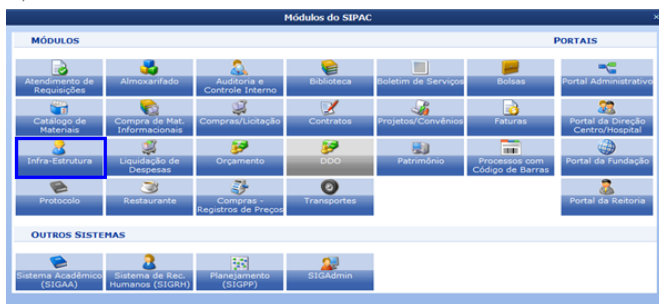 Módulos do SIPAC ×
MÓDULOS PORTAIS
Atendimento de Requisições
Almoxarifado
Auditoria e Controle Interno
Biblioteca
Boletim de Serviços
Bolsas
Portal Administrativo
Catálogo de Materiais
Compra de Mat. Informacionais
Compras/Licitação
Contratos
Projetos/Convênios
Faturas
Portal da Direção Centro/Hospital
Infra-Estrutura
Liquidação de Despesas
Orçamento
DDO
Patrimônio
Processos com Código de Barras
Portal da Fundação
Protocolo
Restaurante
Compras - Registros de Preços
Transportes
Portal da Reitoria
OUTROS SISTEMAS
Sistema Acadêmico (SIGAA)
Sistema de Rec. Humanos (SIGRH)
Planejamento (SIGPP)
SIGAdmin